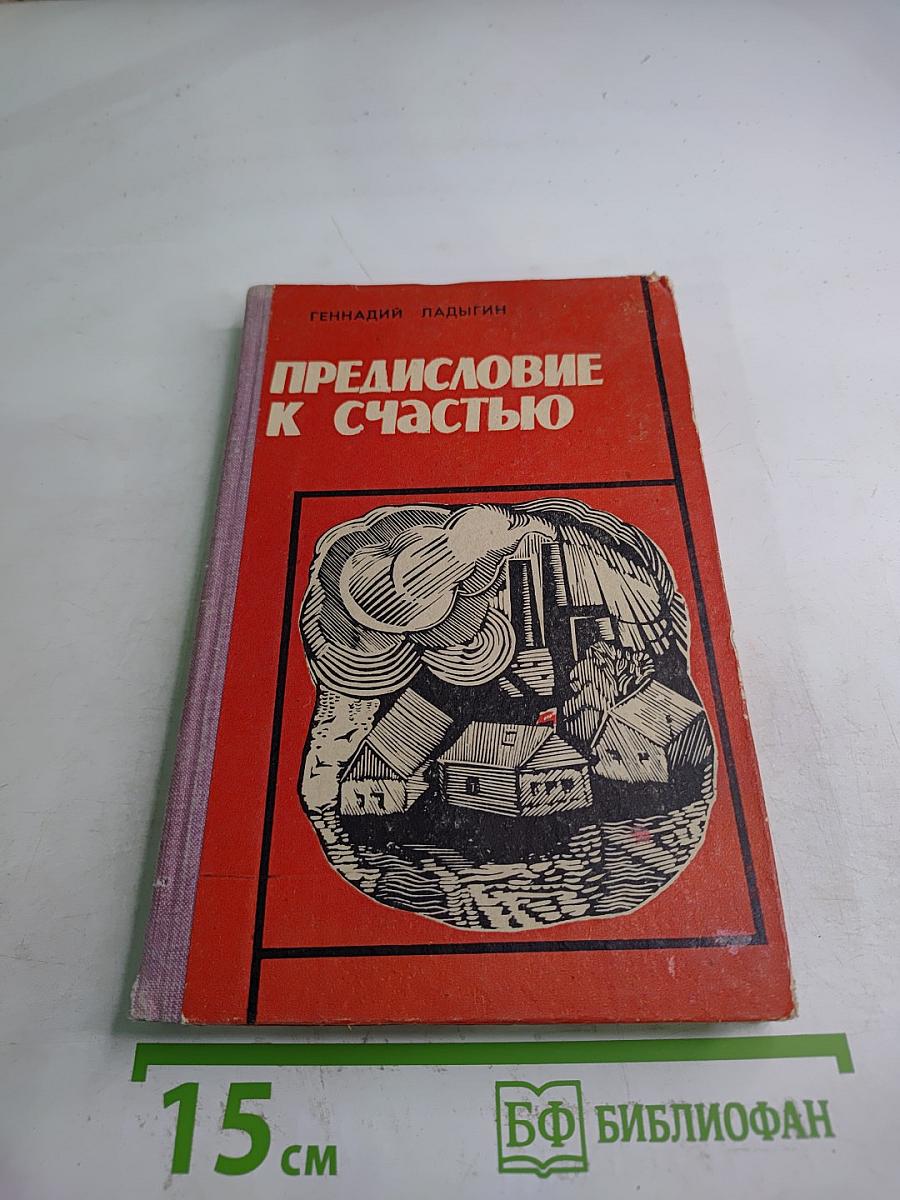 ГЕННАДИЙ ЛАДЫГИН
ПРЕДИСЛОВИЕ
К СЧАСТЬЮ
15 см
БФ БИБЛИОФАН